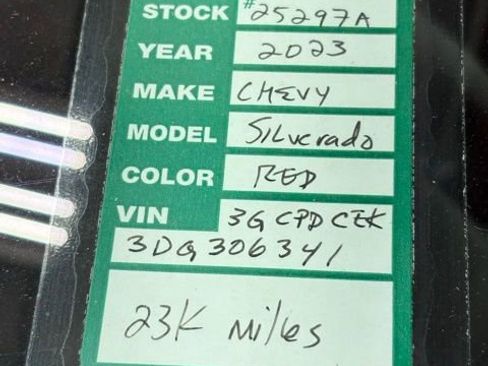 STOCK #25297A
YEAR 2023
MAKE CHEVY
MODEL SILverado
COLOR RED
VIN 3GCPDCEK
3DG306341
23K Miles